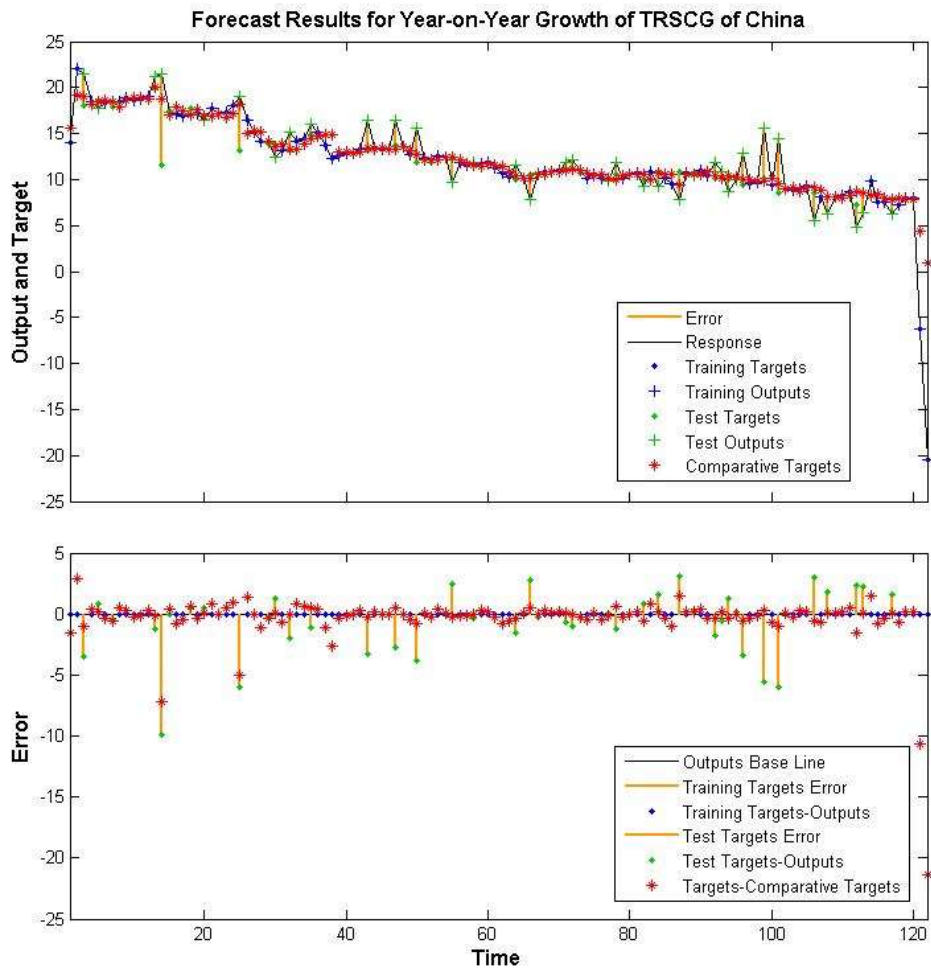 Forecast Results for Year-on-Year Growth of TRSCG of China
25
20
15
10
5
0
-5
-10
-15
-20
-25
Output and Target
Error
Response
Training Targets
Training Outputs
Test Targets
Test Outputs
Comparative Targets
5
0
-5
-10
-15
-20
-25
Error
Outputs Base Line
Training Targets Error
Training Targets-Outputs
Test Targets Error
Test Targets-Outputs
Targets-Comparative Targets
20 40 60 80 100 120
Time